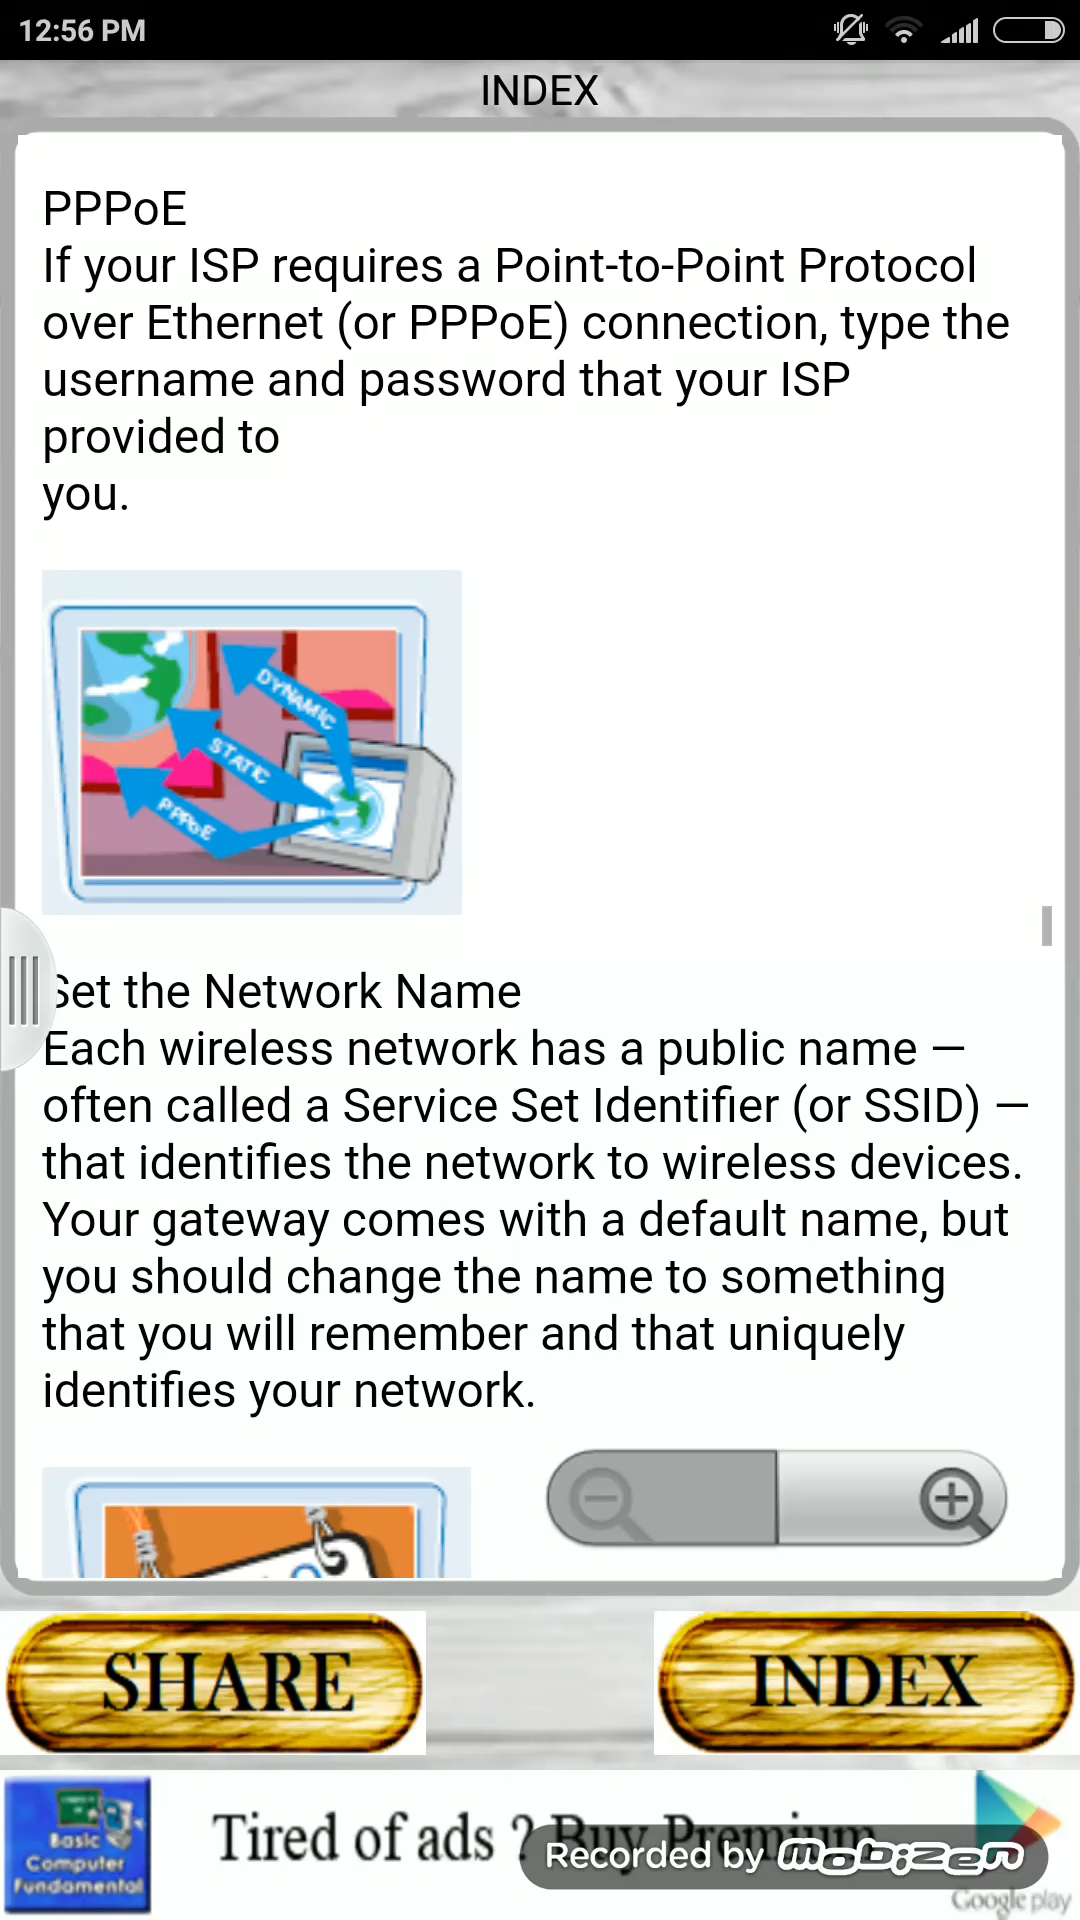 12:56 PM
INDEX
PPPoE
If your ISP requires a Point-to-Point Protocol
over Ethernet (or PPPoE) connection, type the
username and password that your ISP
provided to
you.
DYNAMIC
STATIC
PPPoE
Set the Network Name
Each wireless network has a public name —
often called a Service Set Identifier (or SSID) —
that identifies the network to wireless devices.
Your gateway comes with a default name, but
you should change the name to something
that you will remember and that uniquely
identifies your network.
SHARE
INDEX
Basic
Computer
Fundamental
Tired of ads ? Buy Premium
Recorded by mobizen
Google play